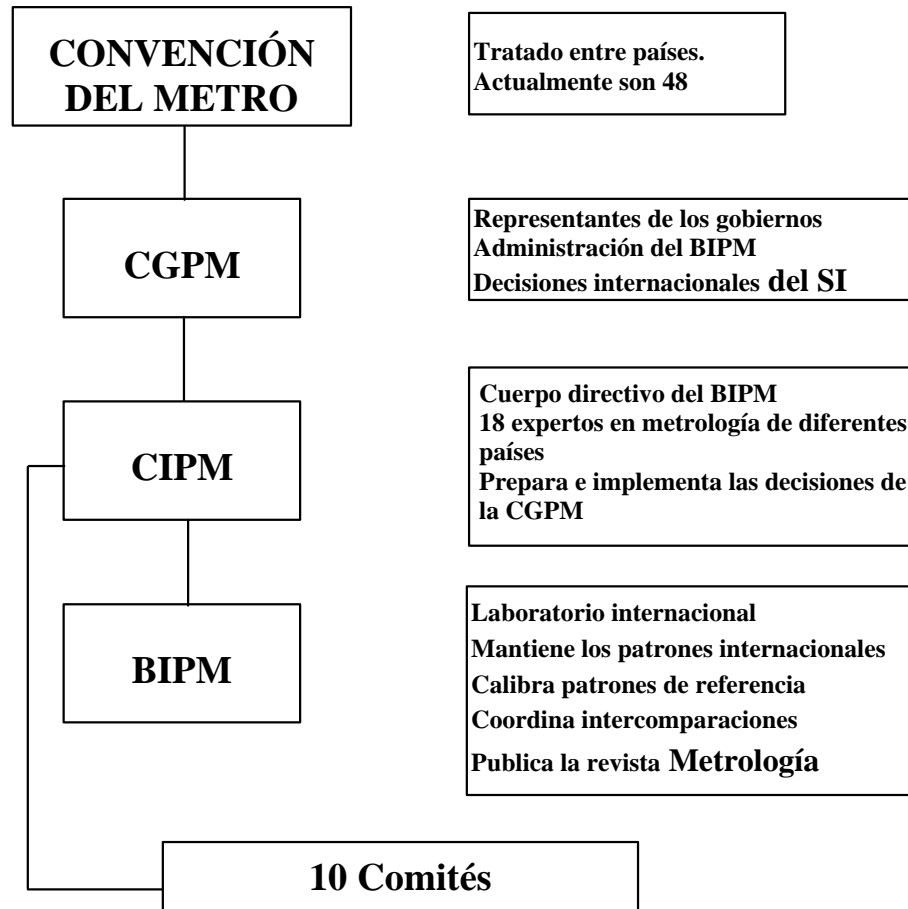 CONVENCIÓN
DEL METRO
Tratado entre países.
Actualmente son 48
CGPM
Representantes de los gobiernos
Administración del BIPM
Decisiones internacionales del SI
CIPM
Cuerpo directivo del BIPM
18 expertos en metrología de diferentes
países
Prepara e implementa las decisiones de
la CGPM
BIPM
Laboratorio internacional
Mantiene los patrones internacionales
Calibra patrones de referencia
Coordina intercomparaciones
Publica la revista Metrología
10 Comités